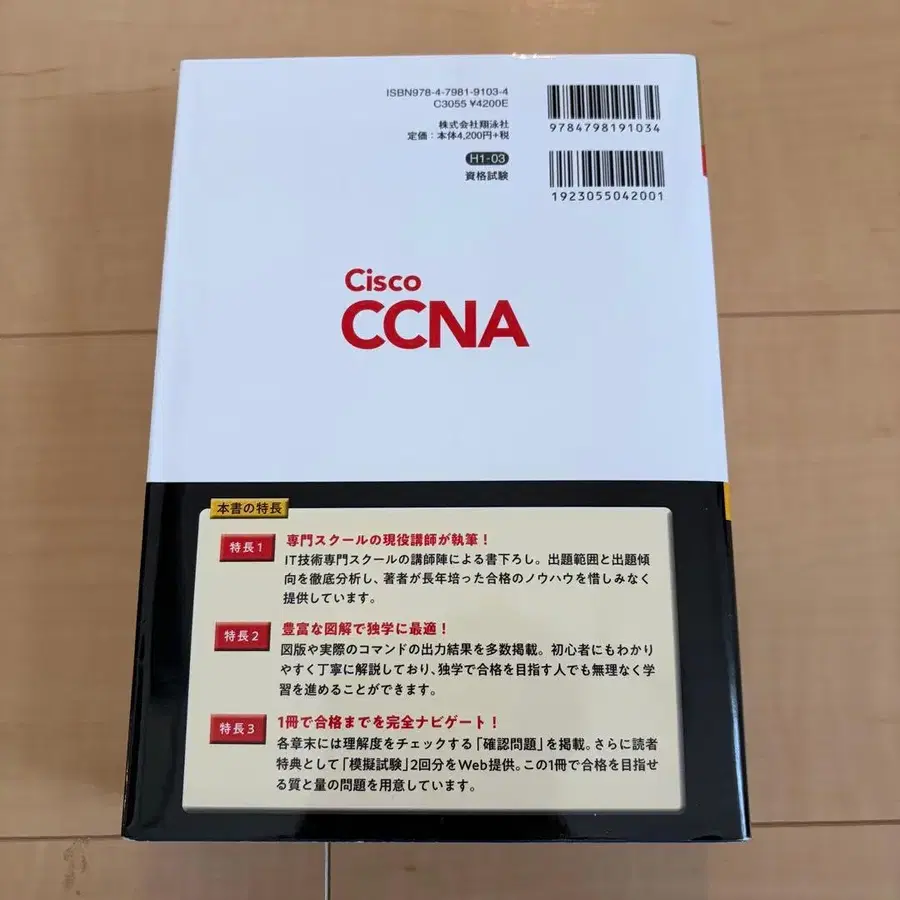 ISBN978-4-7981-9103-4
C3055 ¥4200E
株式会社翔泳社
定価：本体4,200円+税
H1-03
資格試験
9784798191034
1923055042001
Cisco
CCNA
本書の特長
特長1
専門スクールの現役講師が執筆！
IT技術専門スクールの講師陣による書下ろし。出題範囲と出題傾
向を徹底分析し、著者が長年培った合格のノウハウを惜しみなく
提供しています。
特長2
豊富な図解で独学に最適！
図版や実際のコマンドの出力結果を多数掲載。初心者にもわかり
やすく丁寧に解説しており、独学で合格を目指す人でも無理なく学
習を進めることができます。
特長3
1冊で合格までを完全ナビゲート！
各章末には理解度をチェックする「確認問題」を掲載。さらに読者
特典として「模擬試験」2回分をWeb提供。この1冊で合格を目指せ
る質と量の問題を用意しています。